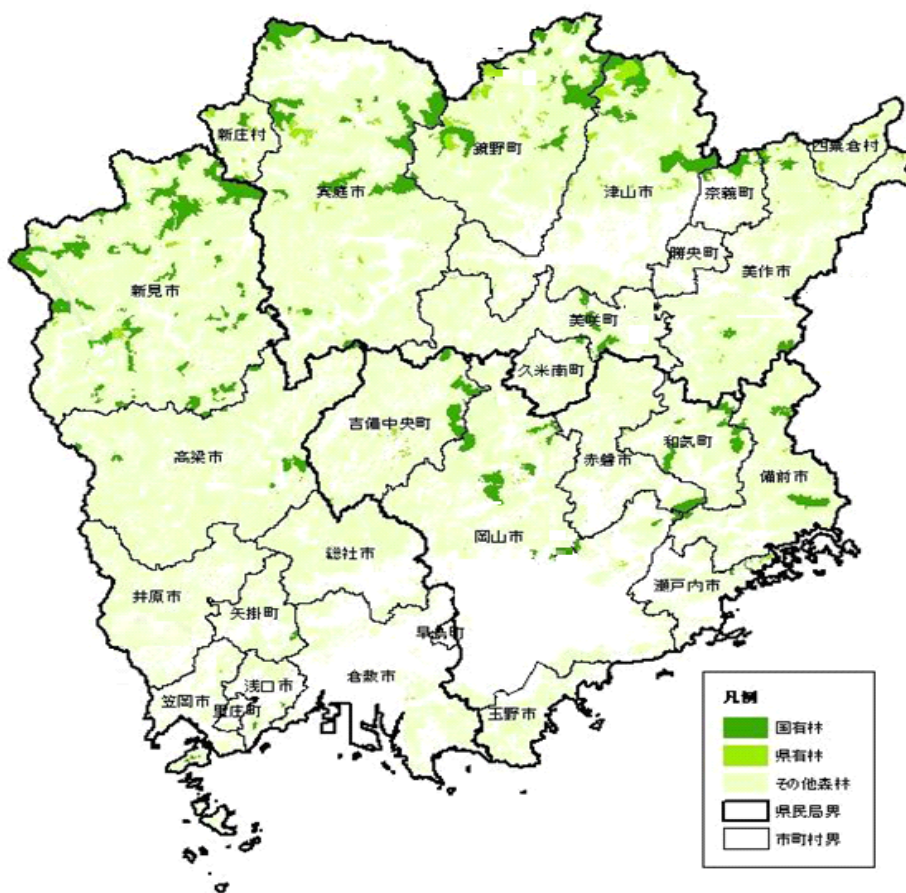 新庄村
鏡野町
西粟倉村
真庭市
津山市
奈義町
勝央町
美作市
新見市
美咲町
久米南町
吉備中央町
和気町
高梁市
赤磐市
備前市
岡山市
総社市
瀬戸内市
井原市
矢掛町
早島町
倉敷市
浅口市
笠岡市
里庄町
玉野市
凡例
国有林
県有林
その他森林
県民局界
市町村界